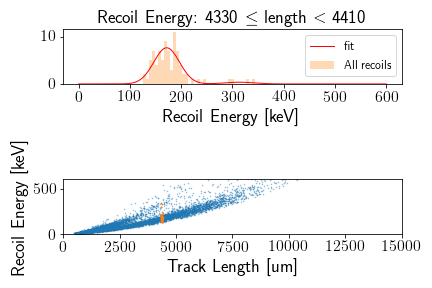 Recoil Energy: 4330 ≤ length < 4410
10
0
fit
All recoils
0 100 200 300 400 500 600
Recoil Energy [keV]
Recoil Energy [keV]
500
0
0 2500 5000 7500 10000 12500 15000
Track Length [um]